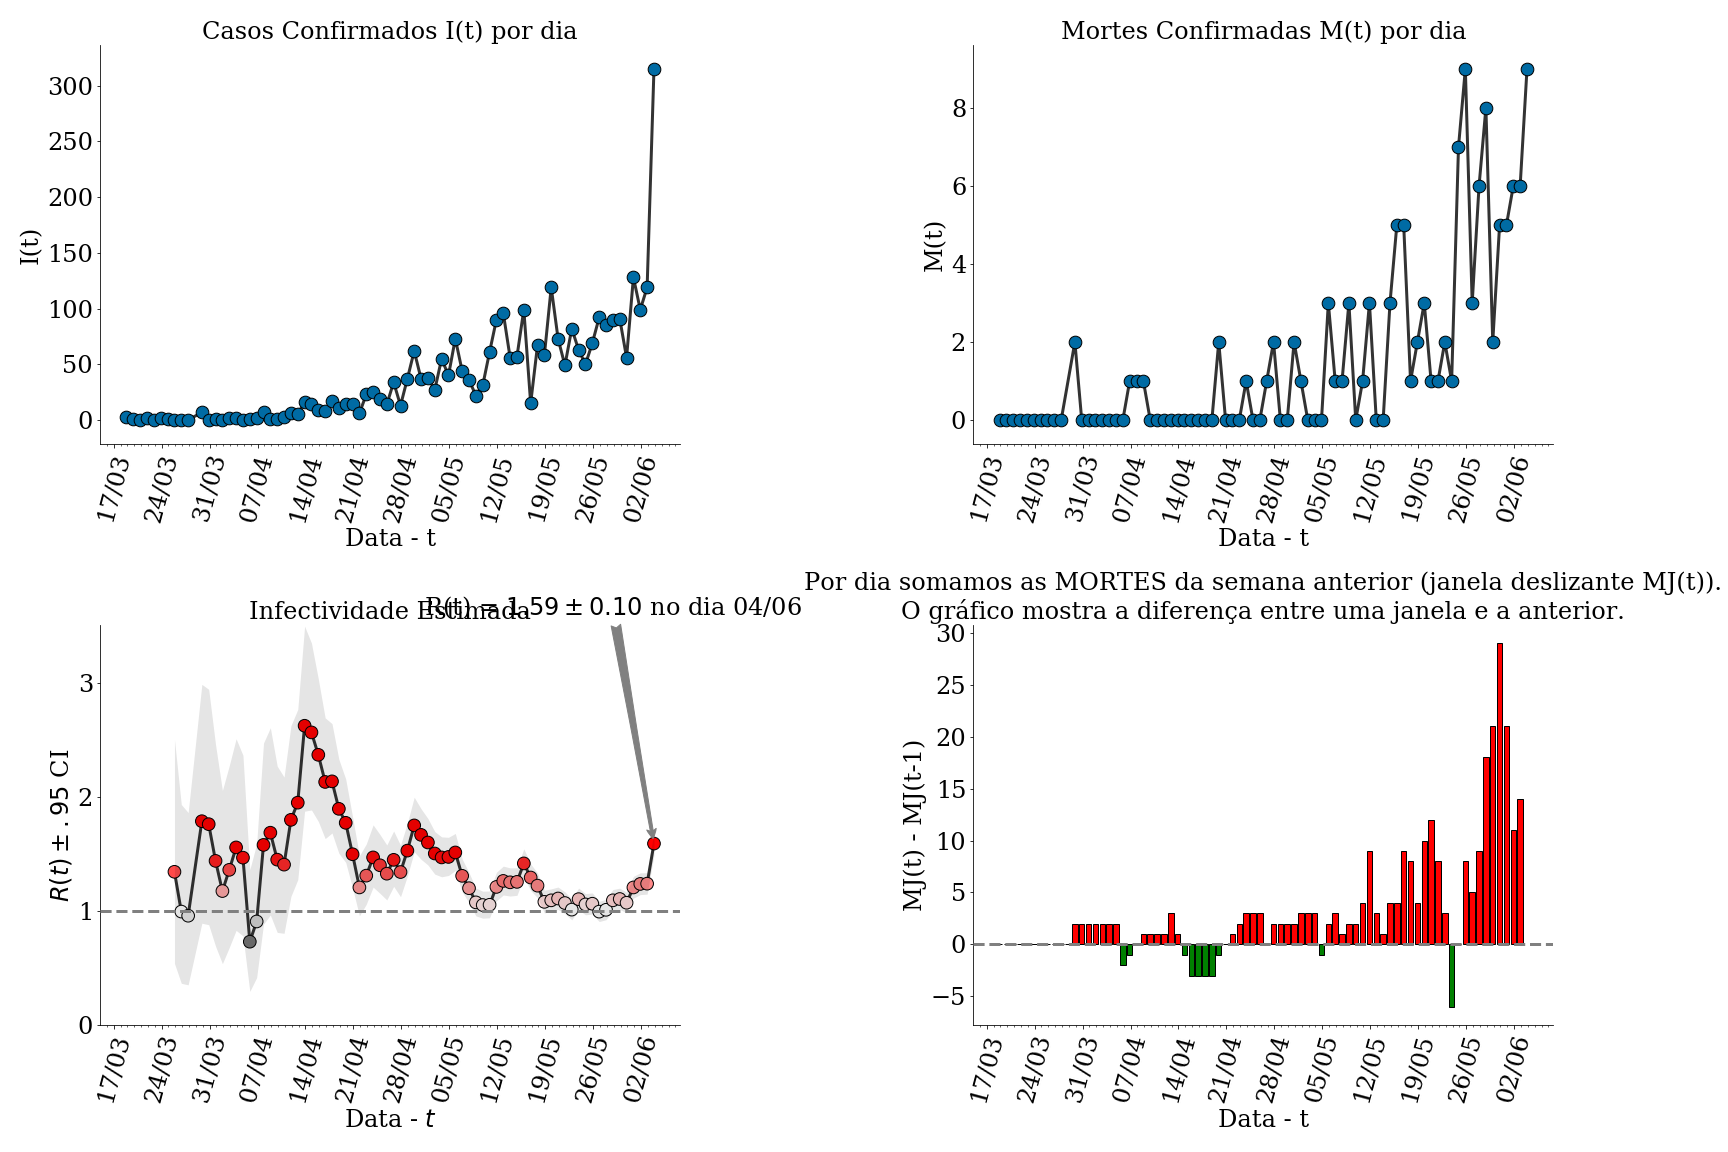 Casos Confirmados I(t) por dia
I(t)
300
250
200
150
100
50
0
17/03 24/03 31/03 07/04 14/04 21/04 28/04 05/05 12/05 19/05 26/05 02/06
Data - t
Mortes Confirmadas M(t) por dia
M(t)
8
6
4
2
0
17/03 24/03 31/03 07/04 14/04 21/04 28/04 05/05 12/05 19/05 26/05 02/06
Data - t
Infectividade Estimada
R(t) = 1.59 ± 0.10 no dia 04/06
R(t) ± .95 CI
3
2
1
0
17/03 24/03 31/03 07/04 14/04 21/04 28/04 05/05 12/05 19/05 26/05 02/06
Data - t
Por dia somamos as MORTES da semana anterior (janela deslizante MJ(t)).
O gráfico mostra a diferença entre uma janela e a anterior.
MJ(t) - MJ(t-1)
30
25
20
15
10
5
0
−5
17/03 24/03 31/03 07/04 14/04 21/04 28/04 05/05 12/05 19/05 26/05 02/06
Data - t